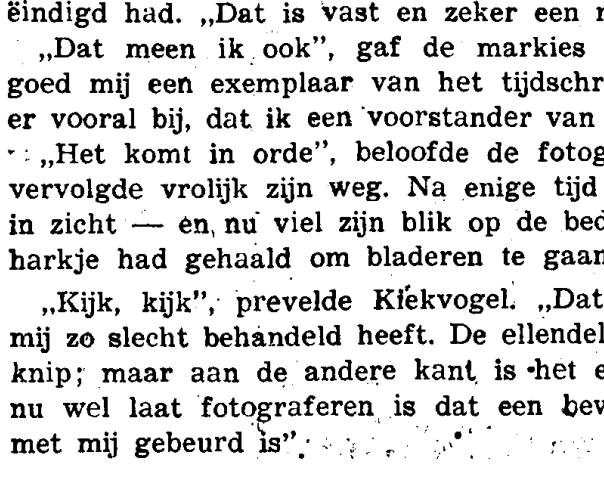 ëindigd had. „Dat is vast en zeker een
„Dat meen ik ook”, gaf de markies
goed mij een exemplaar van het tijdschr
er vooral bij, dat ik een voorstander van
„Het komt in orde”, beloofde de fotog
vervolgde vrolijk zijn weg. Na enige tijd
in zicht — en, nu viel zijn blik op de bed
harkje had gehaald om bladeren te gaan
„Kijk, kijk”, prevelde Kiekvogel. „Dat
mij zo slecht behandeld heeft. De ellendel
knip; maar aan de andere kant is het e
nu wel laat fotograferen is dat een bev
met mij gebeurd is”.